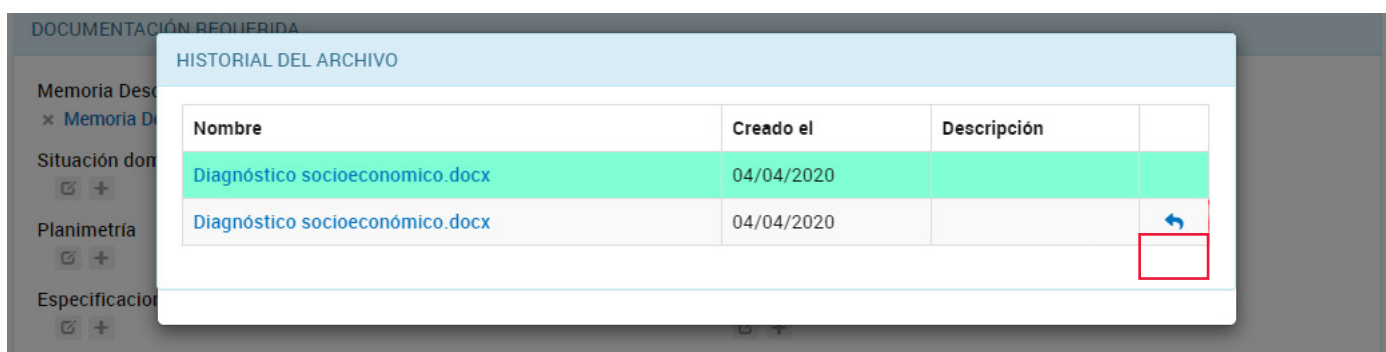 DOCUMENTACIÓN REQUERIDA
HISTORIAL DEL ARCHIVO
Memoria Desc
× Memoria De
Nombre Creado el Descripción
Situación dom
Diagnóstico socioeconomico.docx 04/04/2020
Diagnóstico socioeconómico.docx 04/04/2020
Planimetría
Especificacion